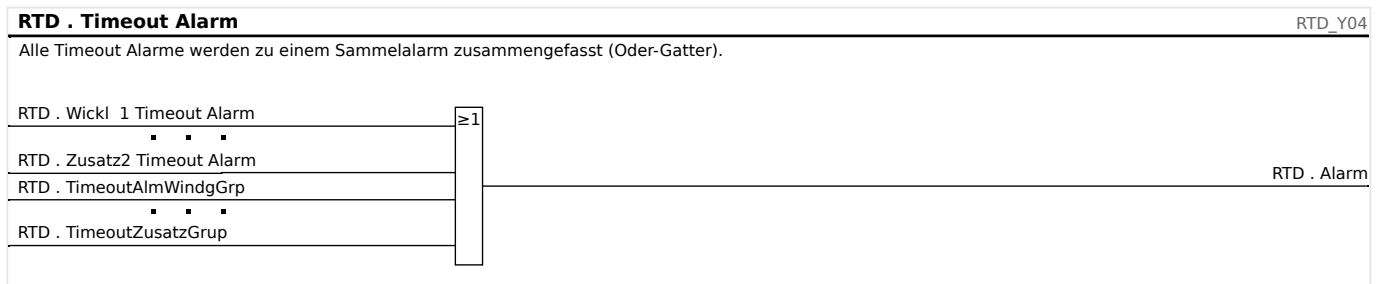 RTD . Timeout Alarm
RTD_Y04
Alle Timeout Alarme werden zu einem Sammelalarm zusammengefasst (Oder-Gatter).
RTD . Wickl  1 Timeout Alarm
≥1
RTD . Zusatz2 Timeout Alarm
RTD . TimeoutAlmWindgGrp
RTD . Alarm
RTD . TimeoutZusatzGrup